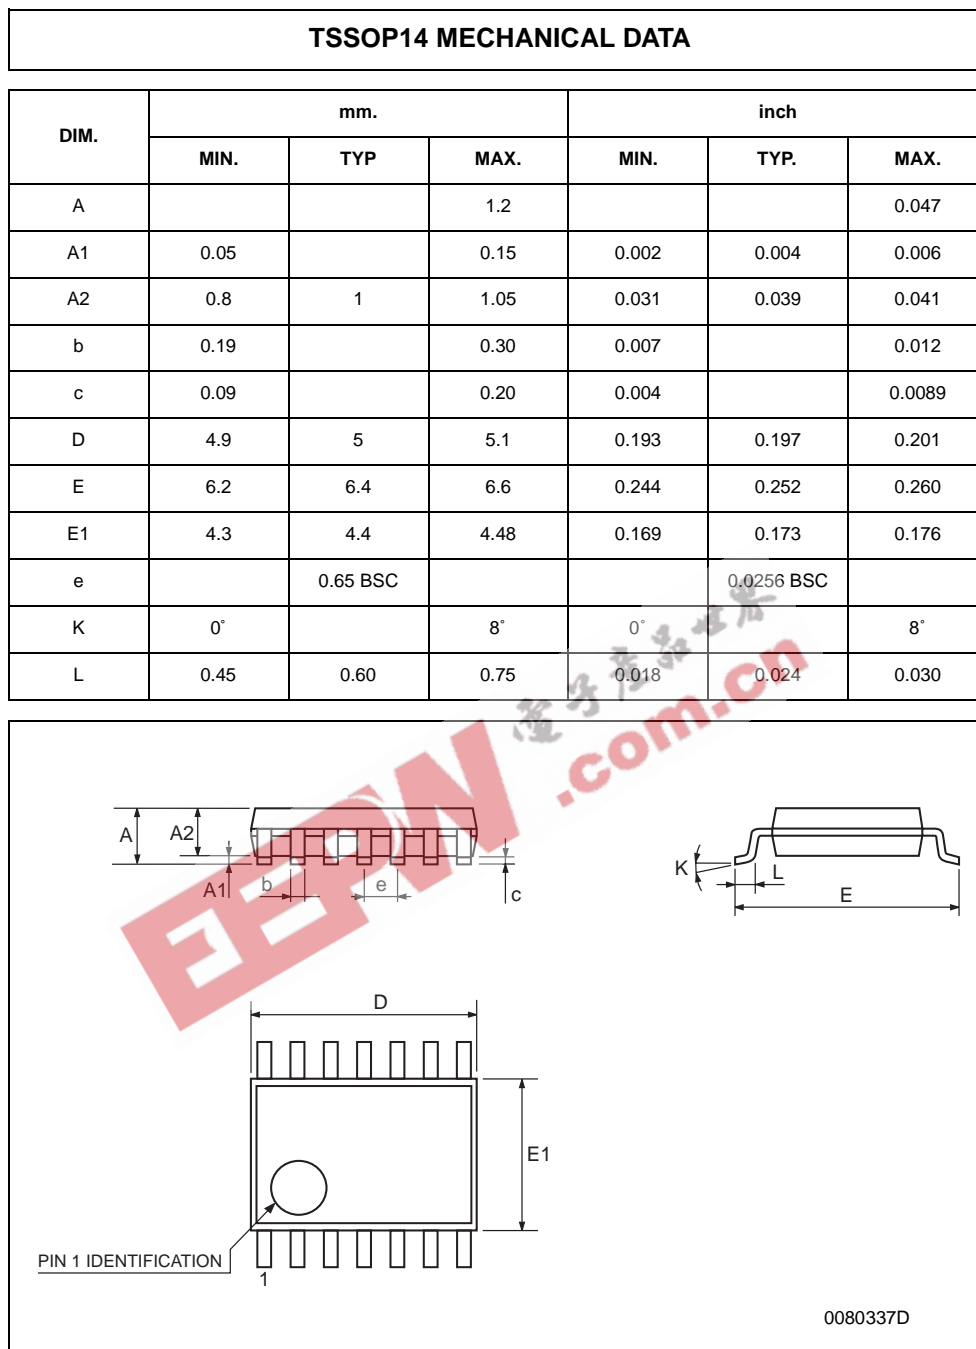 TSSOP14 MECHANICAL DATA
DIM. mm. inch
MIN. TYP MAX. MIN. TYP. MAX.
A 1.2 0.047
A1 0.05 0.15 0.002 0.004 0.006
A2 0.8 1 1.05 0.031 0.039 0.041
b 0.19 0.30 0.007 0.012
c 0.09 0.20 0.004 0.0089
D 4.9 5 5.1 0.193 0.197 0.201
E 6.2 6.4 6.6 0.244 0.252 0.260
E1 4.3 4.4 4.48 0.169 0.173 0.176
e 0.65 BSC 0.0256 BSC
K 0° 8° 0° 8°
L 0.45 0.60 0.75 0.018 0.024 0.030
電子產品世界
EEPW.com.cn
A A2 A1 b e c
K L E
D
E1
PIN 1 IDENTIFICATION
1
0080337D